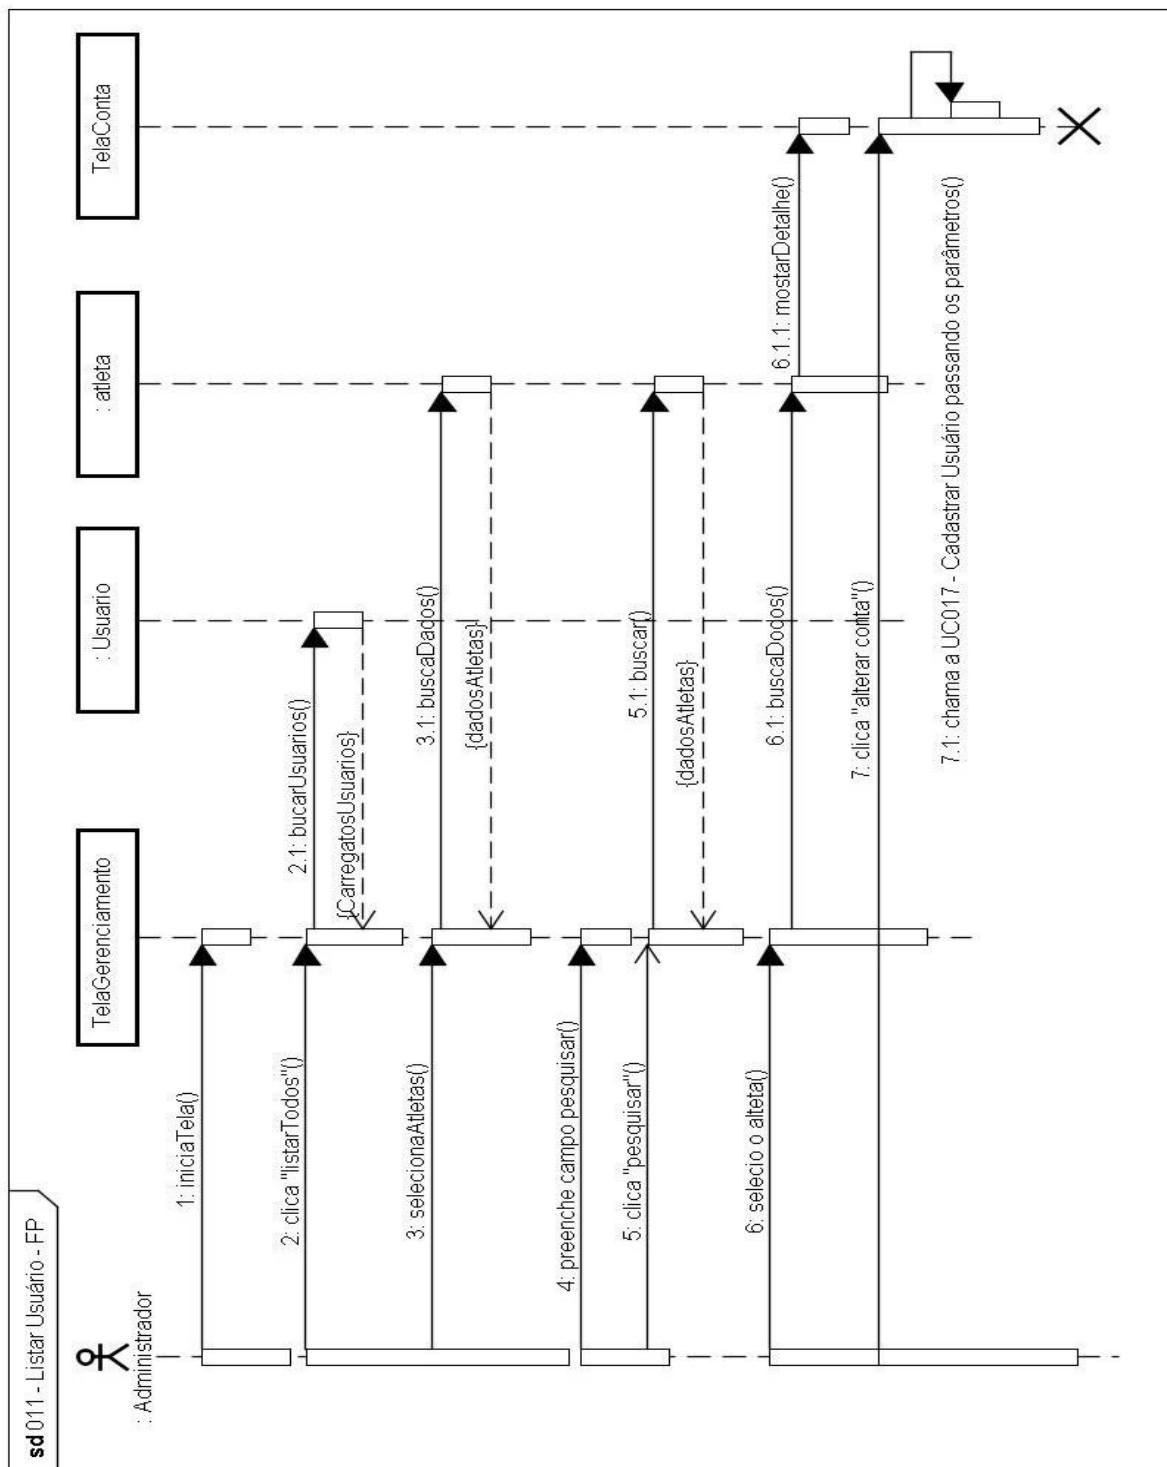 sd 011 - Listar Usuário - FP
: Administrador
TelaGerenciamento
: Usuario
: atleta
TelaConta
1: iniciaTela()
2: clica "listarTodos"()
2.1: bucarUsuarios()
{CarregatosUsuarios}
3: selecionaAtletas()
3.1: buscaDados()
{dadosAtletas}
4: preenche campo pesquisar()
5: clica "pesquisar"()
5.1: buscar()
{dadosAtletas}
6: selecio o alteta()
6.1: buscaDodos()
6.1.1: mostarDetalhe()
7: clica "alterar conta"()
7.1: chama a UC017 - Cadastrar Usuário passando os parâmetros()